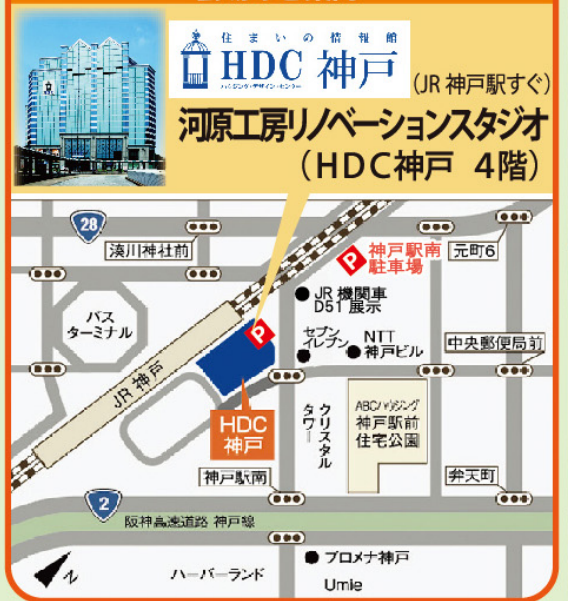 住まいの情報館
HDC 神戸
ハウジング・デザイン・センター
(JR 神戸駅すぐ)
河原工房リノベーションスタジオ
(HDC神戸 4階)
28
湊川神社前
P
神戸駅南
駐車場
元町6
バス
ターミナル
JR 機関車
D51 展示
P
セブン
イレブン
NTT
神戸ビル
中央郵便局前
JR 神戸
HDC
神戸
クリスタル
タワー
ABCハウジング
神戸駅前
住宅公園
神戸駅南
弁天町
2
阪神高速道路 神戸線
プロメナ神戸
N
ハーバーランド
Umie